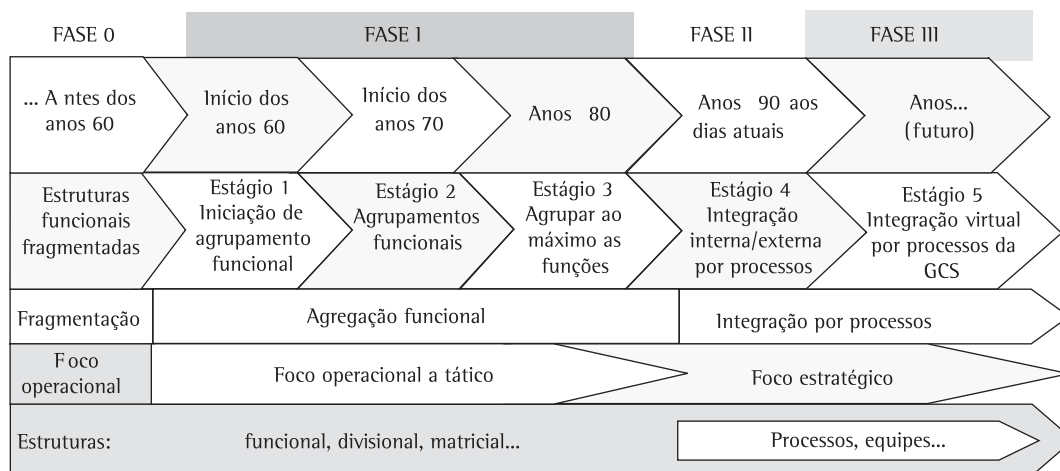 FASE 0
FASE I
FASE II
FASE III
... A ntes dos
anos 60
Início dos
anos 60
Início dos
anos 70
Anos 80
Anos 90 aos
dias atuais
Anos...
(futuro)
Estruturas
funcionais
fragmentadas
Estágio 1
Iniciação de
agrupamento
funcional
Estágio 2
Agrupamentos
funcionais
Estágio 3
Agrupar ao
máximo as
funções
Estágio 4
Integração
interna/externa
por processos
Estágio 5
Integração virtual
por processos da
GCS
Fragmentação
Agregação funcional
Integração por processos
Foco
operacional
Foco operacional a tático
Foco estratégico
Estruturas:
funcional, divisional, matricial...
Processos, equipes...